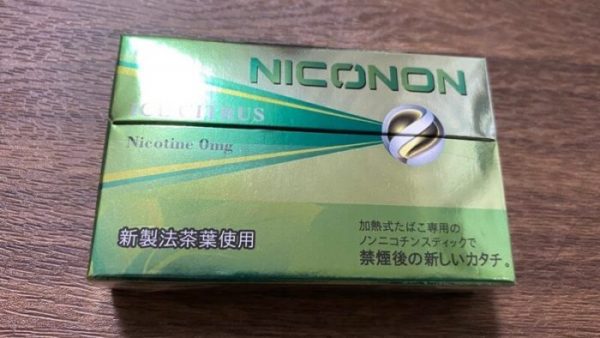 NICONON
ICE CITRUS
Nicotine 0mg
新製法茶葉使用
加熱式たばこ専用の
ノンニコチンスティックで
禁煙後の新しいカタチ。